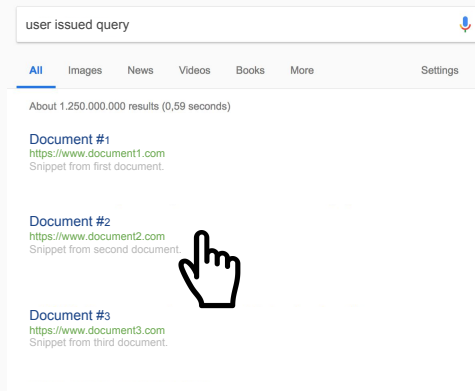 user issued query
All Images News Videos Books More Settings
About 1.250.000.000 results (0,59 seconds)
Document #1
https://www.document1.com
Snippet from first document.
Document #2
https://www.document2.com
Snippet from second document.
Document #3
https://www.document3.com
Snippet from third document.